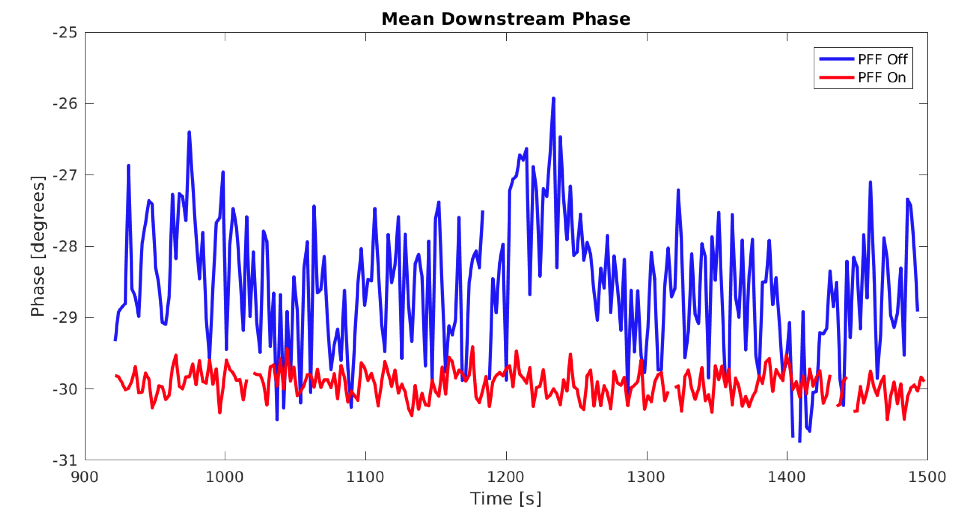 Mean Downstream Phase
PFF Off
PFF On
Phase [degrees]
-25
-26
-27
-28
-29
-30
-31
900 1000 1100 1200 1300 1400 1500
Time [s]